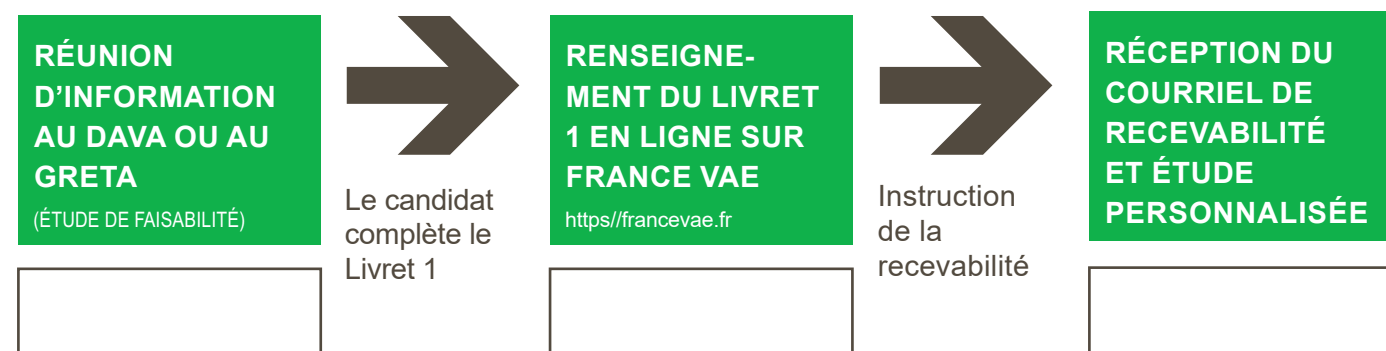 RÉUNION
D’INFORMATION
AU DAVA OU AU
GRETA
(ÉTUDE DE FAISABILITÉ)
Le candidat
complète le
Livret 1
RENSEIGNE-
MENT DU LIVRET
1 EN LIGNE SUR
FRANCE VAE
https//francevae.fr
Instruction
de la
recevabilité
RÉCEPTION DU
COURRIEL DE
RECEVABILITÉ
ET ÉTUDE
PERSONNALISÉE